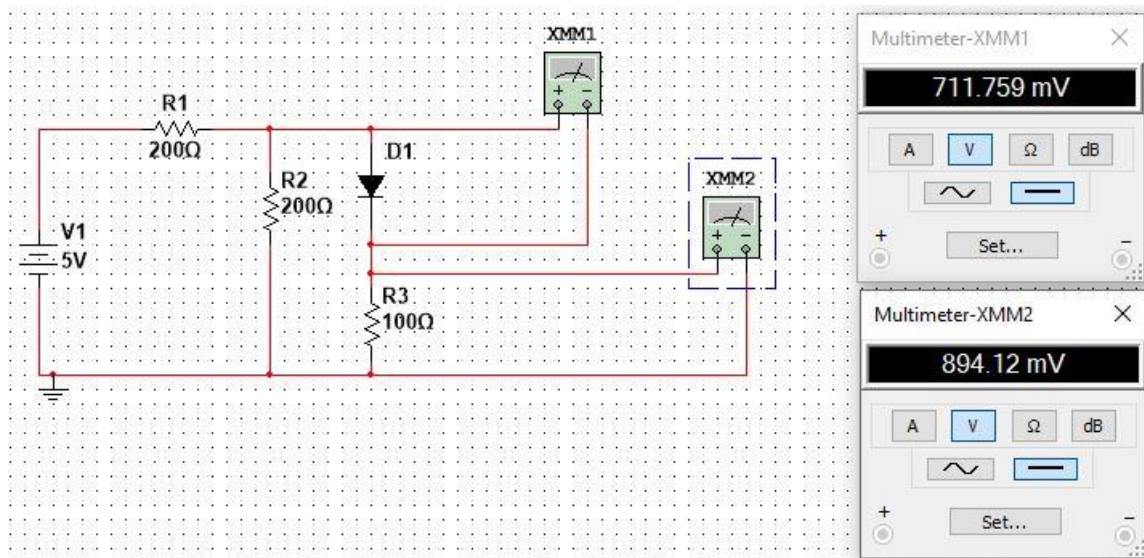 XMM1
R1
200Ω
D1
R2
200Ω
XMM2
V1
5V
R3
100Ω
Multimeter-XMM1
711.759 mV
A V Ω dB
+ Set... −
Multimeter-XMM2
894.12 mV
A V Ω dB
+ Set... −